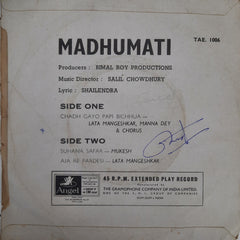 TAE. 1006
MADHUMATI
Producers : BIMAL ROY PRODUCTIONS
Music Director : SALIL CHOWDHURY
Lyric : SHAILENDRA
SIDE ONE
CHADH GAYO PAPI BICHHUA —
LATA MANGESHKAR, MANNA DEY
& CHORUS
SIDE TWO
SUHANA SAFAR — MUKESH
AJA RE PARDESI — LATA MANGESHKAR
Angel
45 R.P.M. EXTENDED PLAY RECORD
THE GRAMOPHONE COMPANY OF INDIA LIMITED